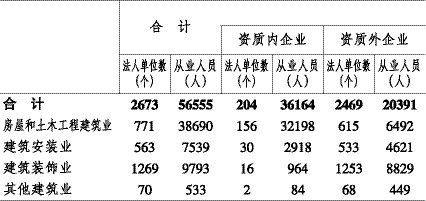 合 计
资质内企业 资质外企业
法人单位数 从业人员 法人单位数 从业人员 法人单位数 从业人员
(个) (人) (个) (人) (个) (人)
合 计 2673 56555 204 36164 2469 20391
房屋和土木工程建筑业 771 38690 156 32198 615 6492
建筑安装业 563 7539 30 2918 533 4621
建筑装饰业 1269 9793 16 964 1253 8829
其他建筑业 70 533 2 84 68 449